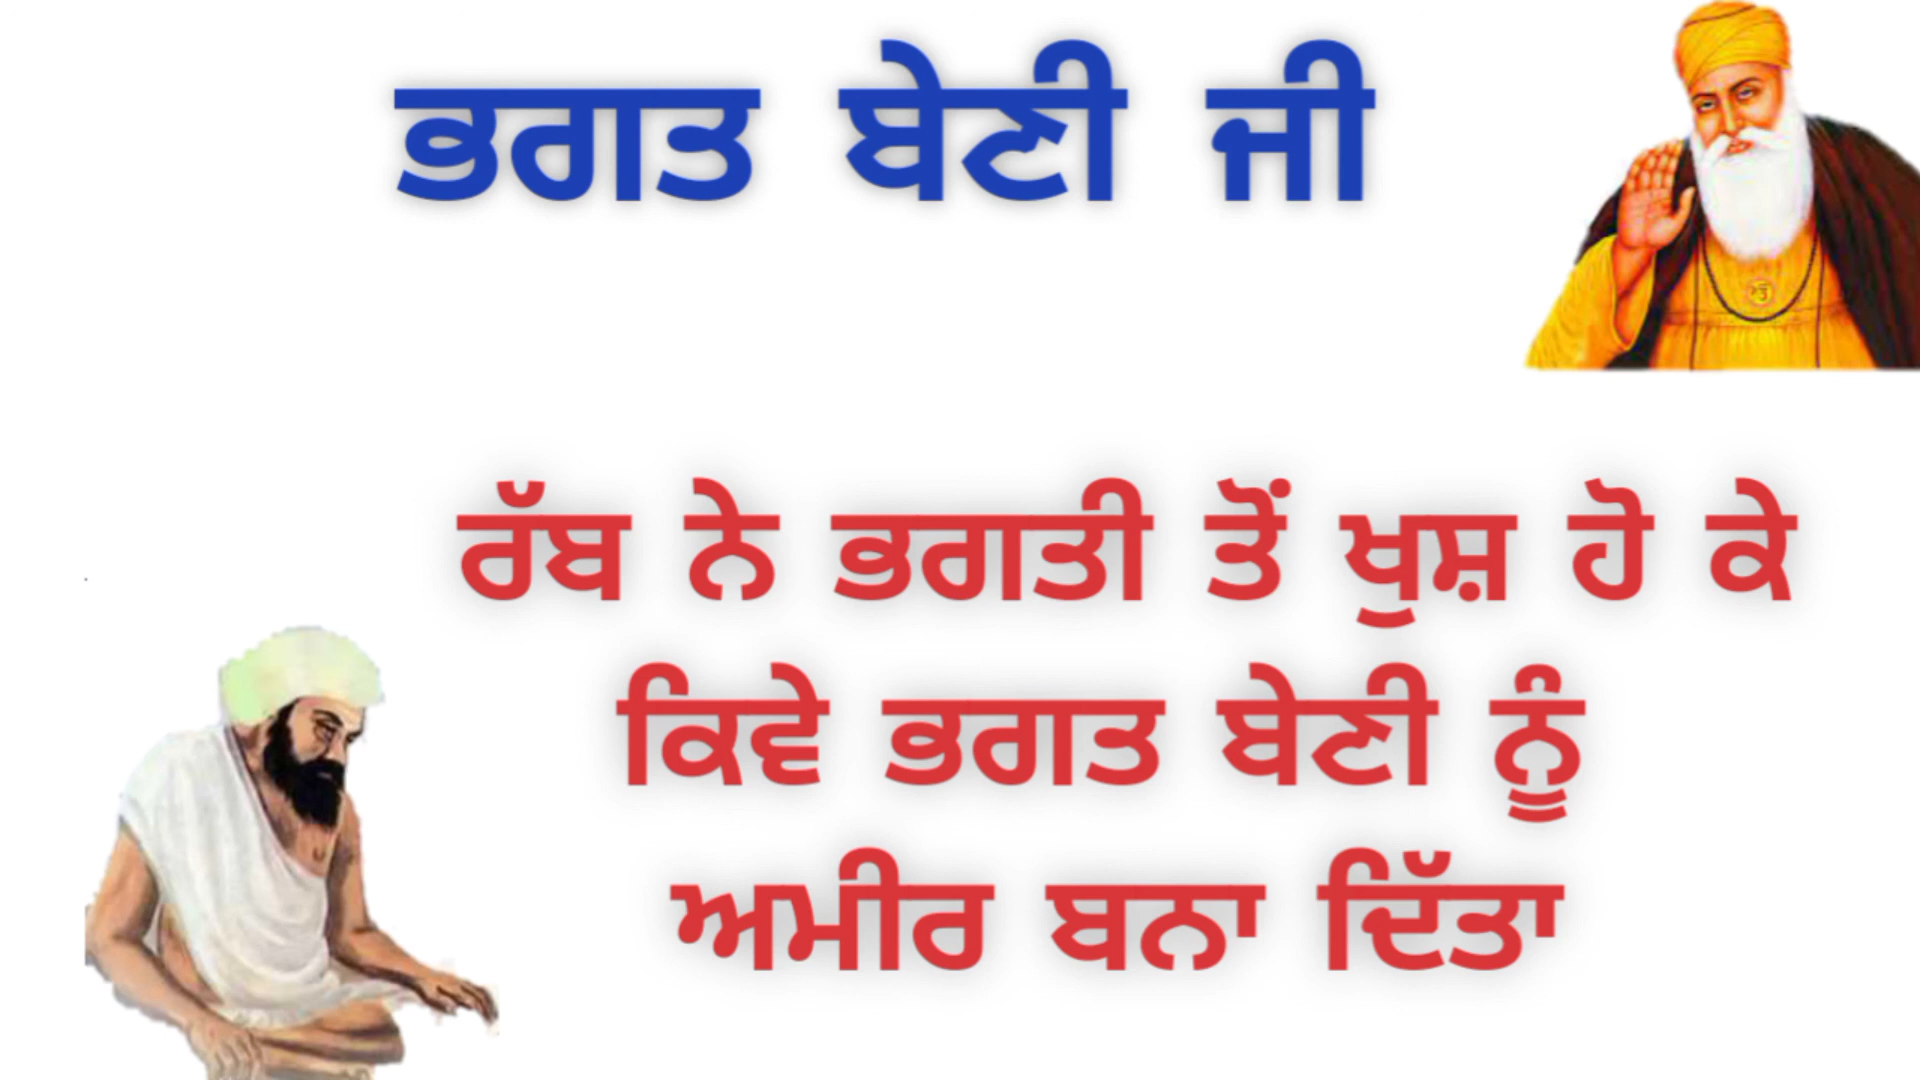 ਭਗਤ ਬੇਣੀ ਜੀ
ਰੱਬ ਨੇ ਭਗਤੀ ਤੋਂ ਖੁਸ਼ ਹੋ ਕੇ
ਕਿਵੇ ਭਗਤ ਬੇਣੀ ਨੂੰ
ਅਮੀਰ ਬਨਾ ਦਿੱਤਾ